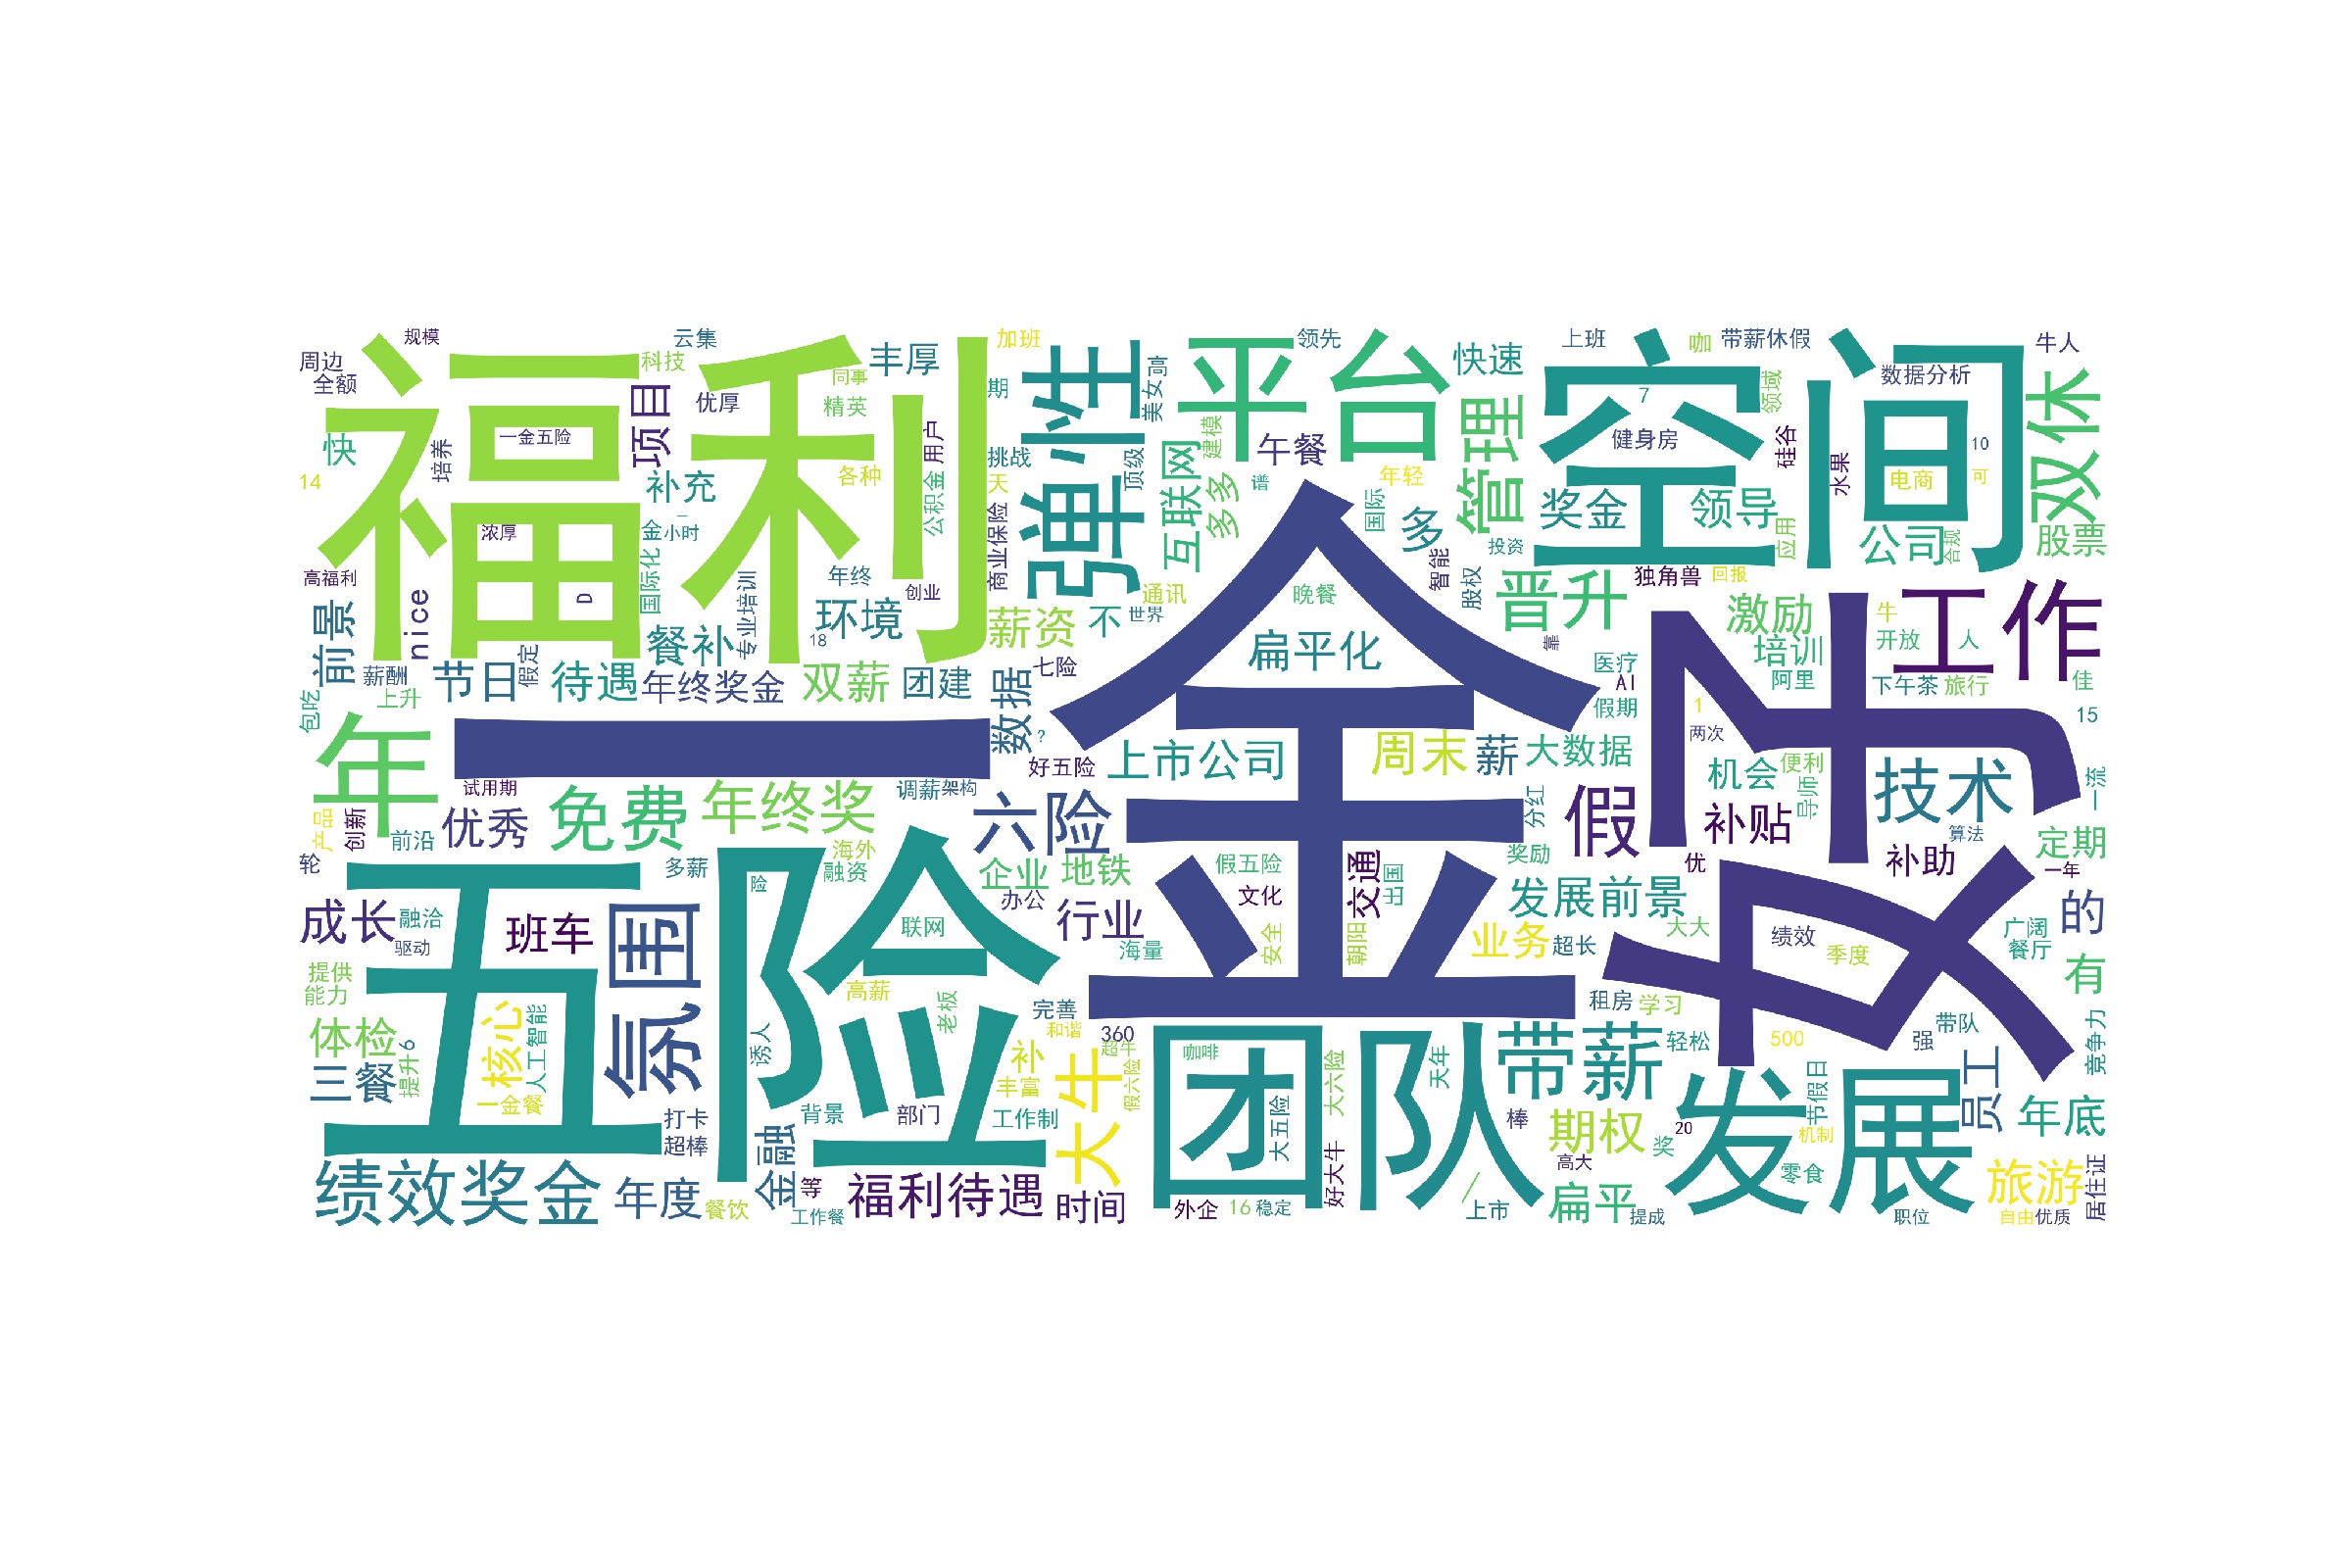 规模
云集
丰厚
加班
平台
领先
快速
上班
咖
带薪休假
牛人
周边
福利
科技
同事
弹性
美女
高
空间
数据分析
双休
全额
项目
优厚
精英
期
管理
7
领域
快
一金五险
培养
各种
用户
挑战
顶级
互联网
建模
午餐
健身房
硅谷
10
14
补充
公积金
天
多多
谱
年轻
奖金
领导
水果
电商
可
浓厚
金
一
小时
商业保险
国际
多
投资
应用
公司
合规
股票
高福利
nice
D
国际化
专业培训
年终
创业
通讯
智能
股权
晋升
独角兽
回报
前景
餐补
18
环境
薪资
不
世界
晚餐
激励
牛
工作
薪酬
节日
假定
待遇
年终奖金
双薪
团建
七险
扁平化
靠
医疗
培训
开放
人
包吃
上升
数据
一金
AI
阿里
下午茶
旅行
佳
年
?
好五险
上市公司
周末
薪
假期
大数据
1
两次
好
15
试用期
调薪
架构
机会
便利
技术
一流
产品
创新
前沿
优秀
免费
年终奖
六险
分红
假
补贴
导师
算法
定期
轮
五险
多薪
险
海外
融资
企业
地铁
假五险
交通
奖励
出国
优
补助
一年
成长
融洽
班车
氛围
办公
行业
文化
发展前景
大大
的
驱动
联网
海量
安全
朝阳
业务
超长
绩效
季度
广阔
餐厅
提供
能力
高薪
老板
完善
租房
学习
有
体检
核心
人工智能
诱人
和谐
360
团队
带薪
轻松
500
强
带队
竞争力
三餐
提升
6
补
大牛
超牛
咖啡
大六险
天年
发展
节假日
员工
一金餐
打卡
背景
部门
丰富
工作制
假六险
大五险
棒
期权
20
机制
年底
超棒
金融
奖
高大
零食
旅游
居住证
绩效奖金
年度
餐饮
等
工作餐
福利待遇
时间
外企
16
稳定
好大牛
/
上市
扁平
提成
职位
自由
优质